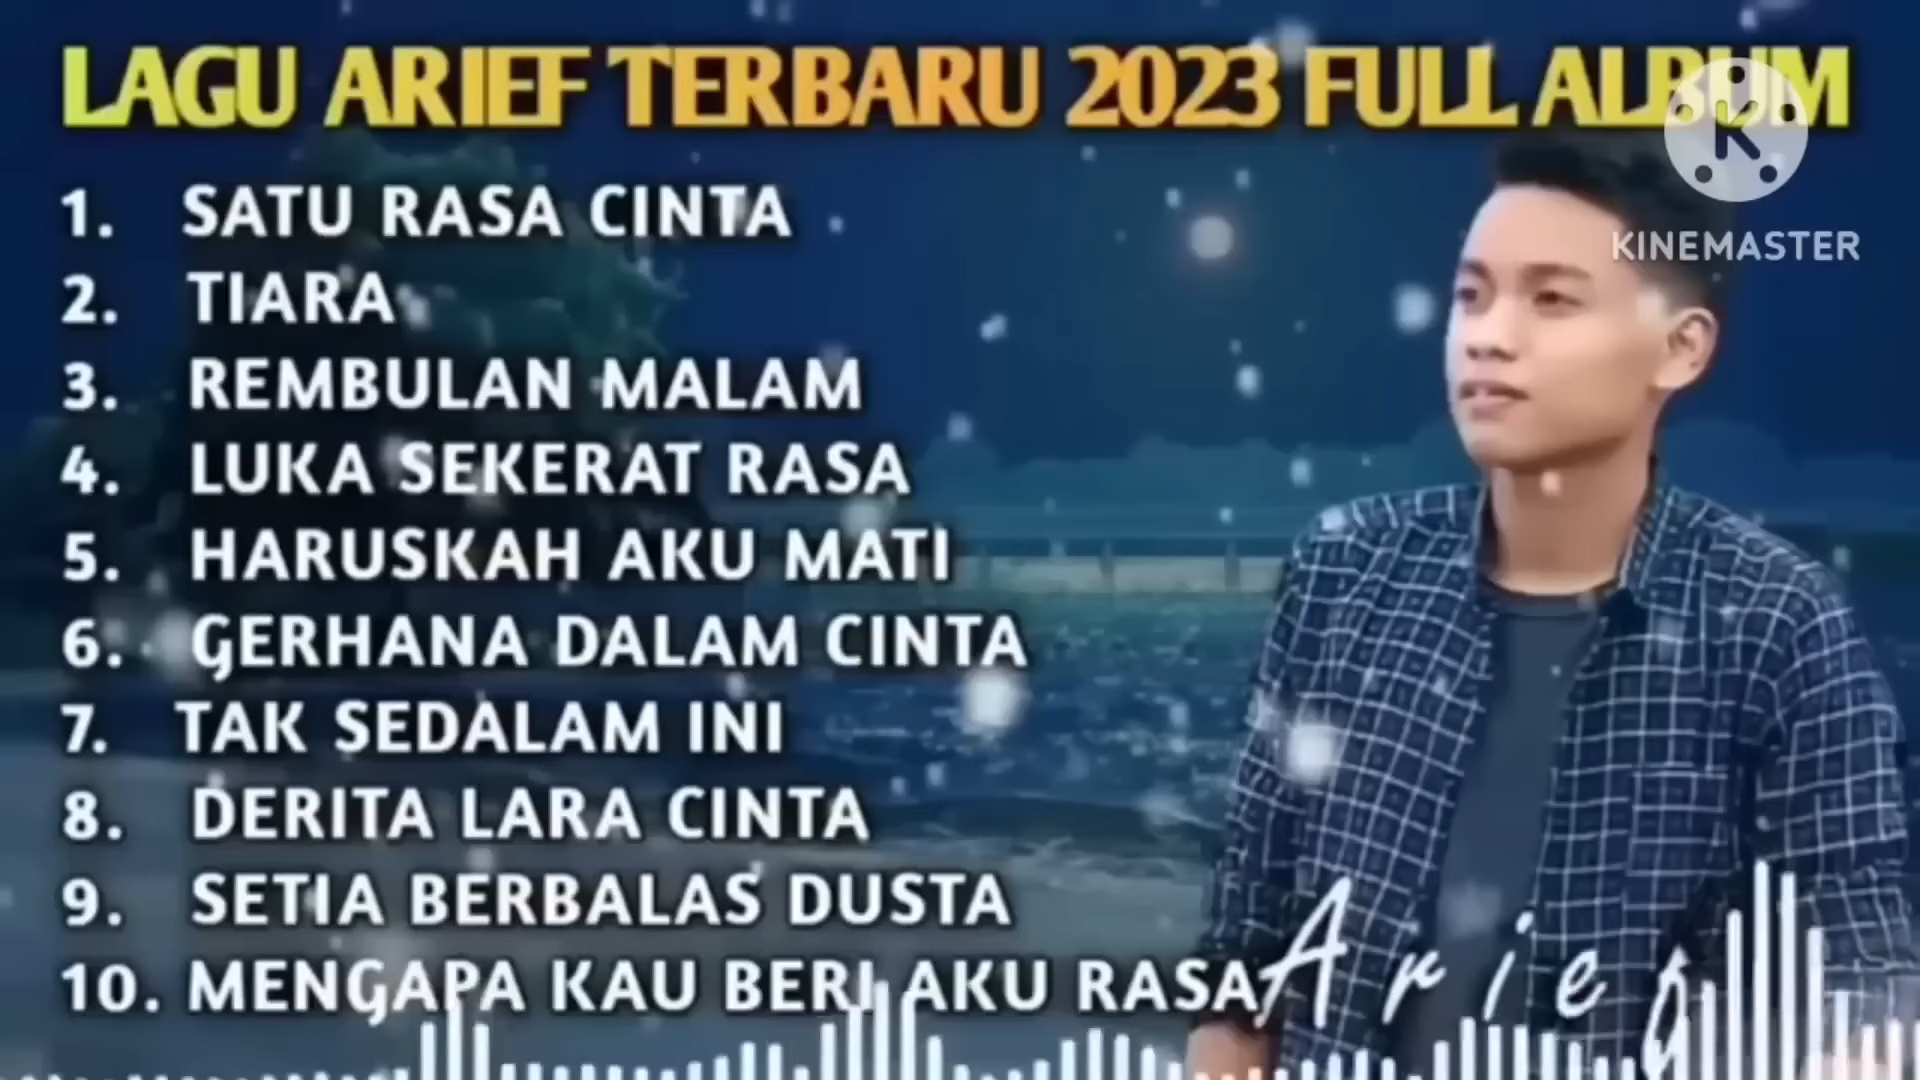 LAGU ARIEF TERBARU 2023 FULL ALBUM
K
KINEMASTER
1. SATU RASA CINTA
2. TIARA
3. REMBULAN MALAM
4. LUKA SEKERAT RASA
5. HARUSKAH AKU MATI
6. GERHANA DALAM CINTA
7. TAK SEDALAM INI
8. DERITA LARA CINTA
9. SETIA BERBALAS DUSTA
10. MENGAPA KAU BERI AKU RASA
Arief